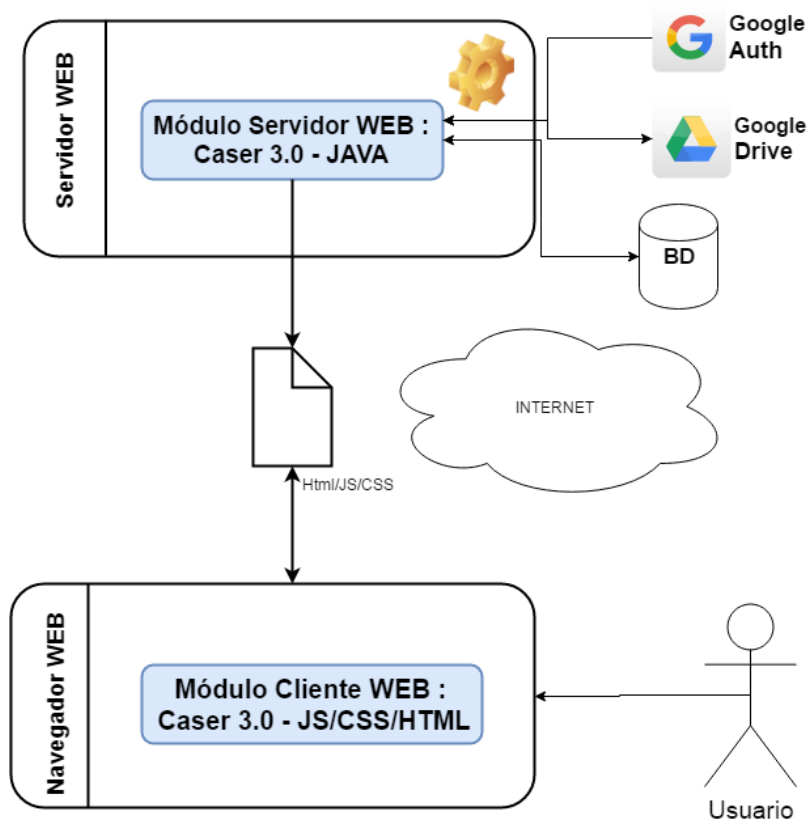 Servidor WEB
Módulo Servidor WEB :
Caser 3.0 - JAVA
Google
Auth
Google
Drive
BD
INTERNET
Html/JS/CSS
Navegador WEB
Módulo Cliente WEB :
Caser 3.0 - JS/CSS/HTML
Usuario